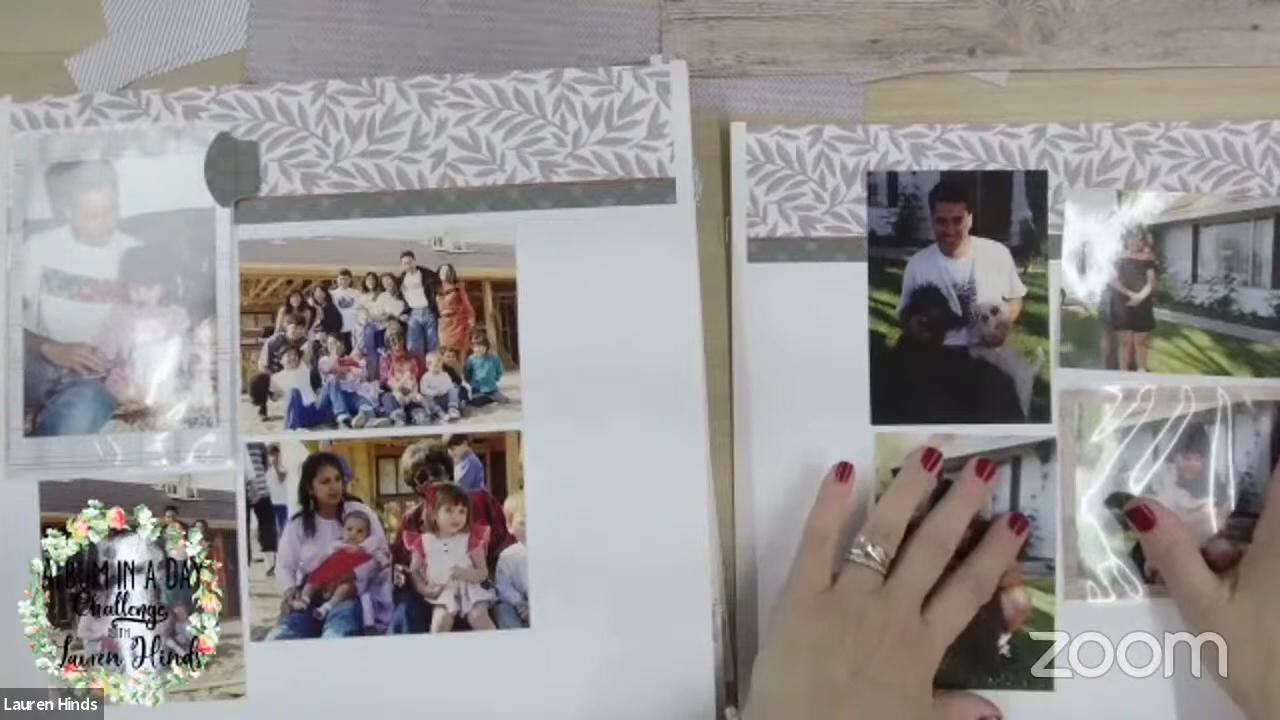 ALBUM IN A DAY
Challenge
WITH
Lauren Hinds
Lauren Hinds
zoom